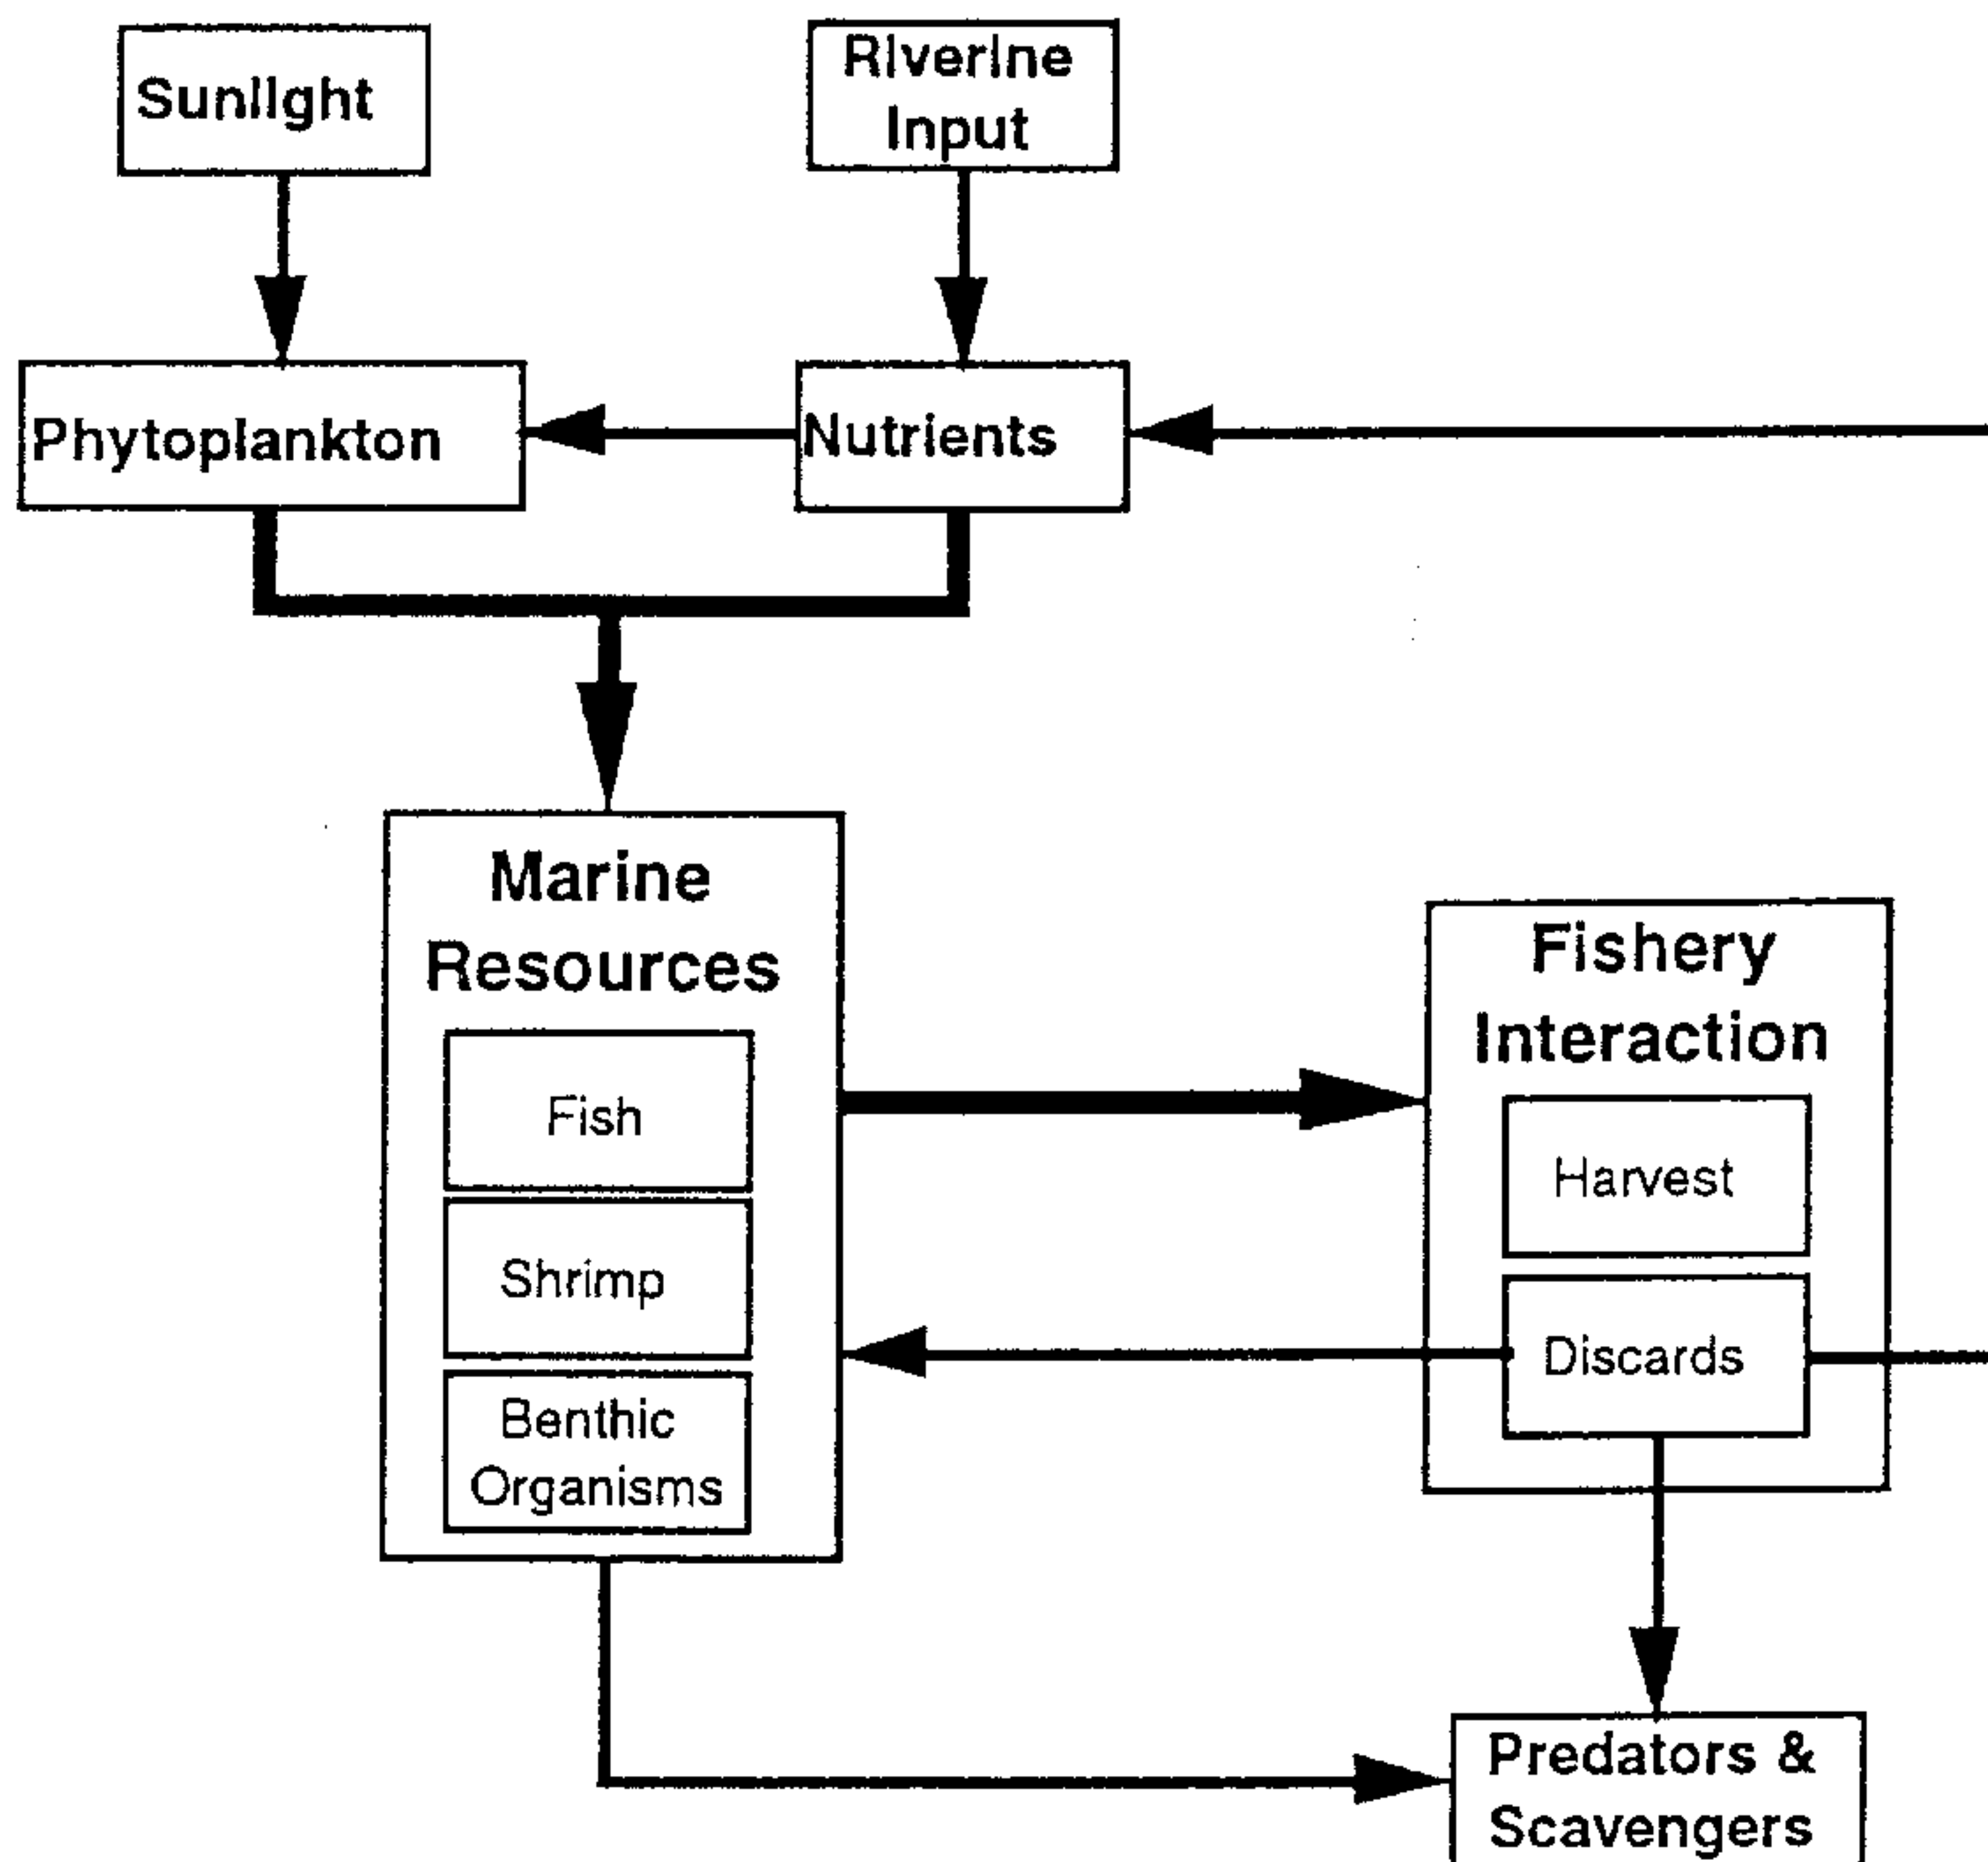 Sunlight
Riverine
Input
Phytoplankton
Nutrients
Marine
Resources
Fish
Shrimp
Benthic
Organisms
Fishery
Interaction
Harvest
Discards
Predators &
Scavengers